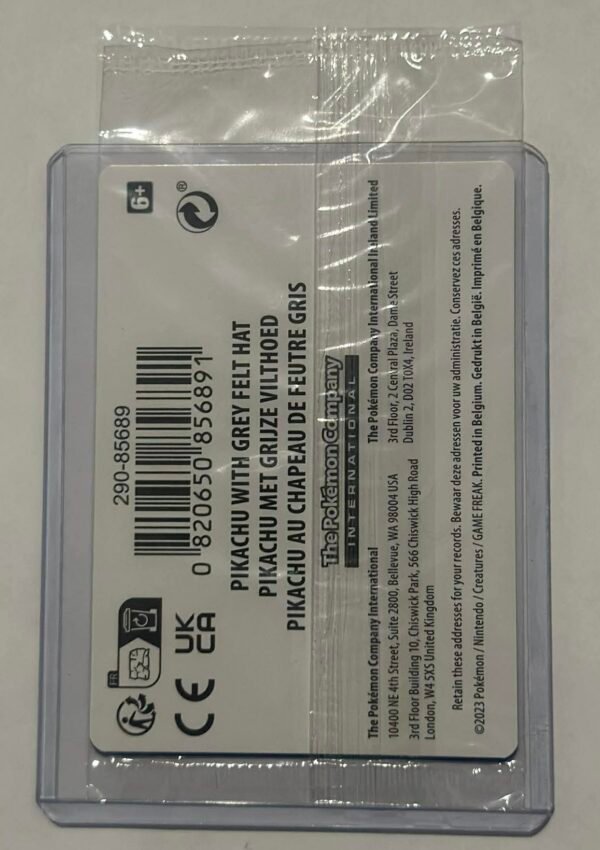 290-85689
6+
®
0 820650 856891
FR
CE
UK
CA
PIKACHU WITH GREY FELT HAT
PIKACHU MET GRIJZE VILTHOED
PIKACHU AU CHAPEAU DE FEUTRE GRIS
The Pokémon Company
INTERNATIONAL
The Pokémon Company International
10400 NE 4th Street, Suite 2800, Bellevue, WA 98004 USA
3rd Floor Building 10, Chiswick Park, 566 Chiswick High Road
London, W4 5XS United Kingdom
The Pokémon Company International Ireland Limited
3rd Floor, 2 Central Plaza, Dame Street
Dublin 2, D02 T0X4, Ireland
Retain these addresses for your records. Bewaar deze adressen voor uw administratie. Conservez ces adresses.
©2023 Pokémon / Nintendo / Creatures / GAME FREAK. Printed in Belgium. Gedrukt in België. Imprimé en Belgique.